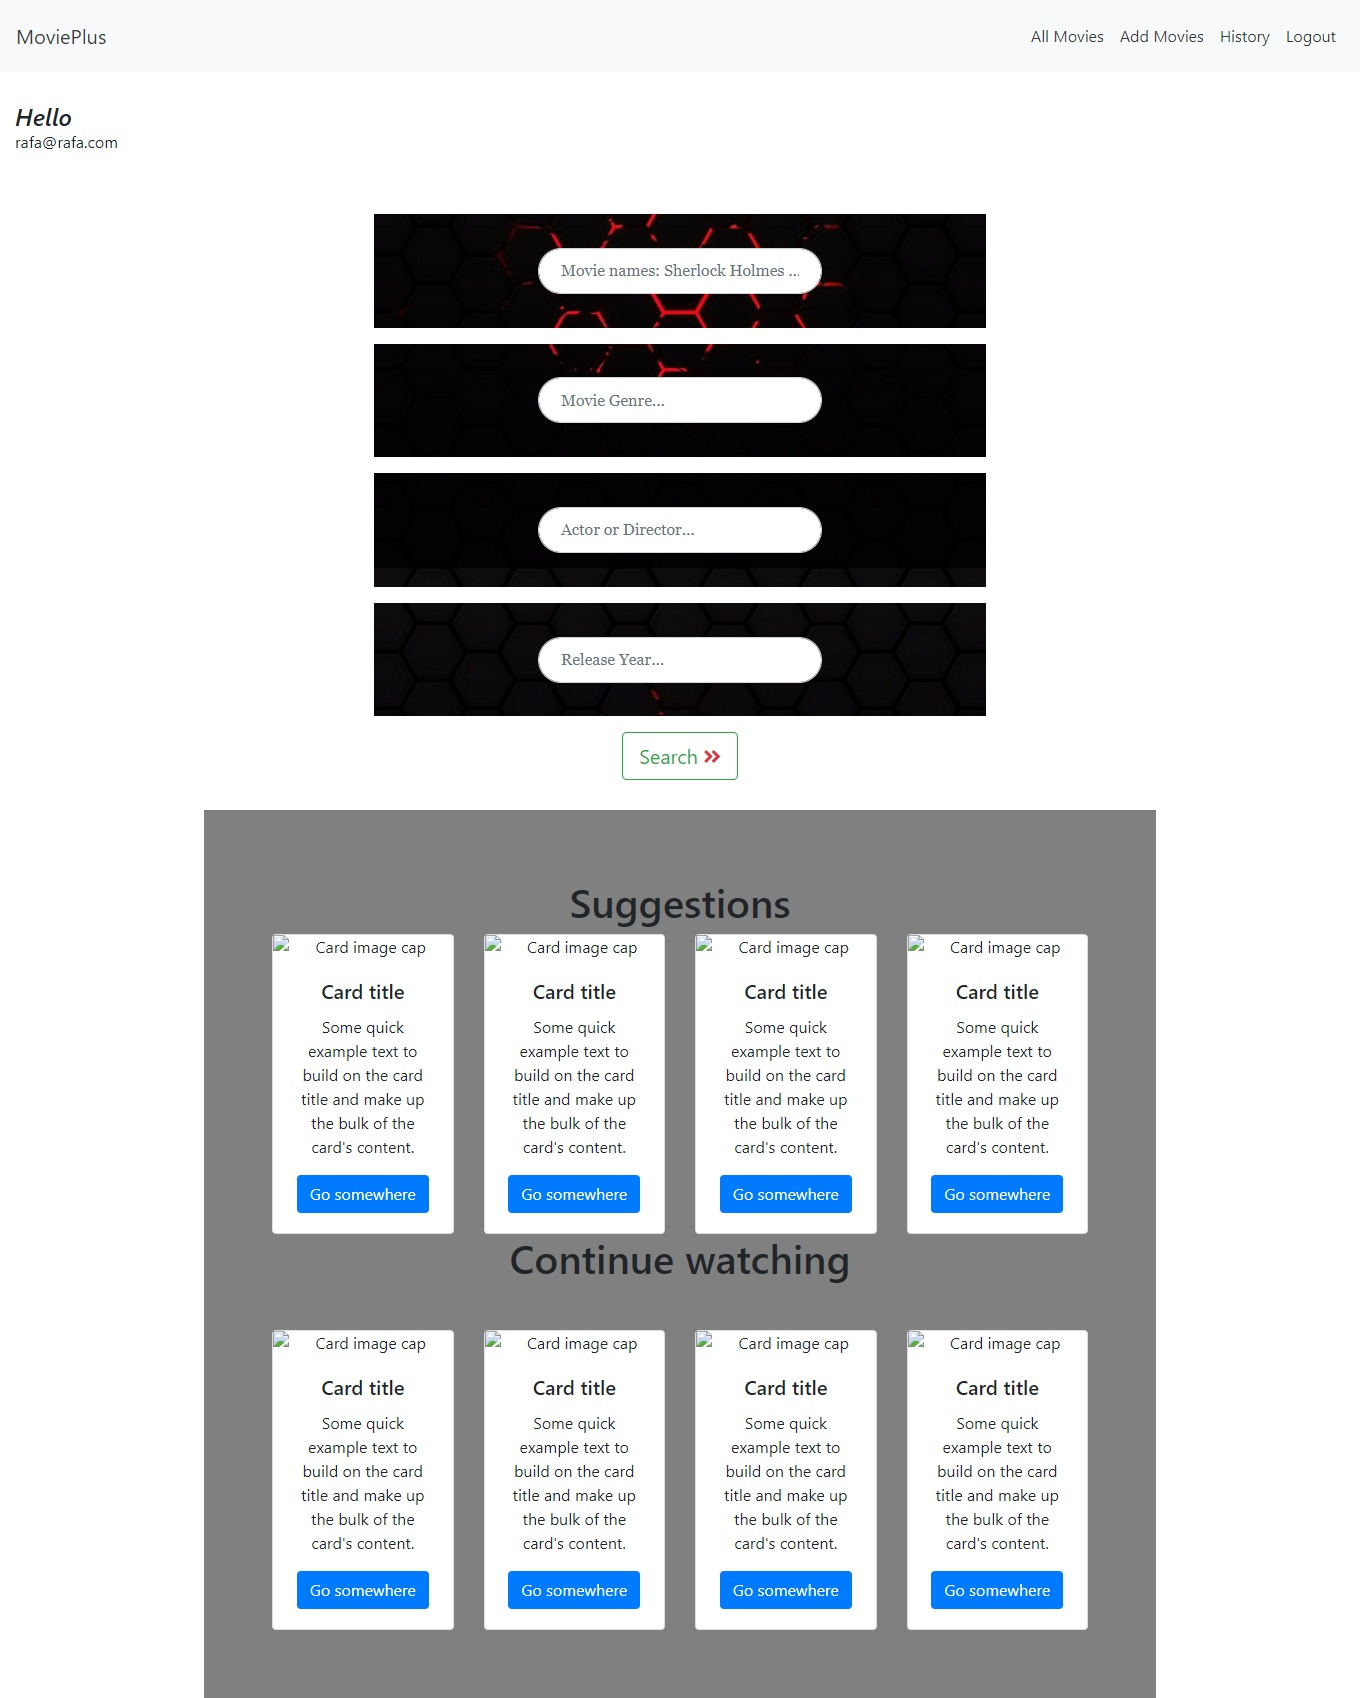 MoviePlus
All Movies Add Movies History Logout
Hello
rafa@rafa.com
Movie names: Sherlock Holmes ...
Movie Genre...
Actor or Director...
Release Year...
Search »
Suggestions
Card image cap Card image cap Card image cap Card image cap
Card title Card title Card title Card title
Some quick Some quick Some quick Some quick
example text to example text to example text to example text to
build on the card build on the card build on the card build on the card
title and make up title and make up title and make up title and make up
the bulk of the the bulk of the the bulk of the the bulk of the
card's content. card's content. card's content. card's content.
Go somewhere Go somewhere Go somewhere Go somewhere
Continue watching
Card image cap Card image cap Card image cap Card image cap
Card title Card title Card title Card title
Some quick Some quick Some quick Some quick
example text to example text to example text to example text to
build on the card build on the card build on the card build on the card
title and make up title and make up title and make up title and make up
the bulk of the the bulk of the the bulk of the the bulk of the
card's content. card's content. card's content. card's content.
Go somewhere Go somewhere Go somewhere Go somewhere